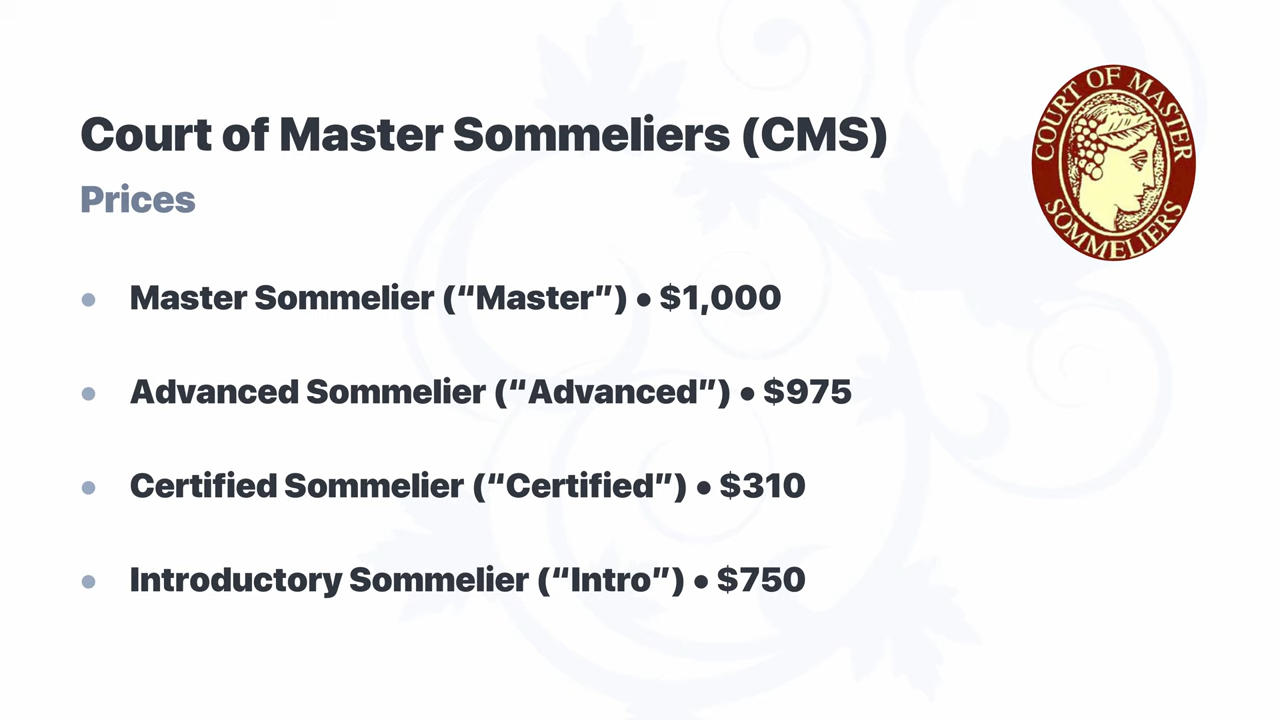 Court of Master Sommeliers (CMS)
Prices
COURT OF MASTER
SOMMELIERS
• Master Sommelier (“Master”) • $1,000
• Advanced Sommelier (“Advanced”) • $975
• Certified Sommelier (“Certified”) • $310
• Introductory Sommelier (“Intro”) • $750